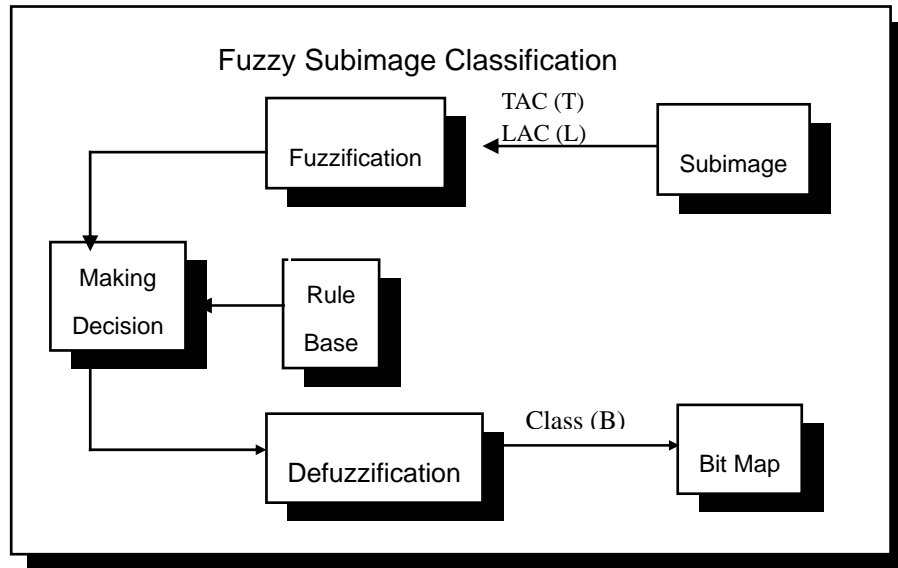 Fuzzy Subimage Classification
TAC (T)
LAC (L)
Fuzzification
Subimage
Making
Decision
Rule
Base
Class (B)
Defuzzification
Bit Map